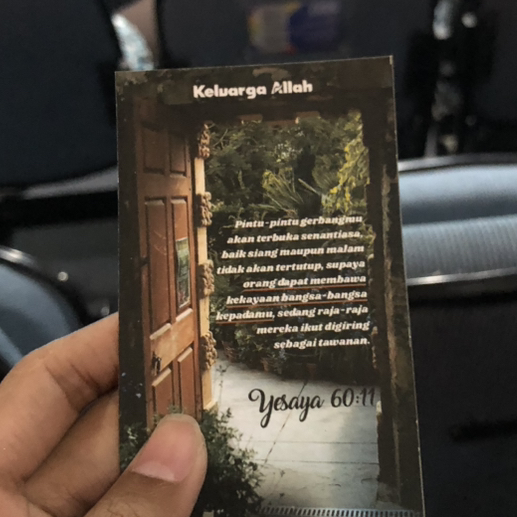 Keluarga Allah
Pintu-pintu gerbangmu
akan terbuka senantiasa,
baik siang maupun malam
tidak akan tertutup, supaya
orang dapat membawa
kekayaan bangsa-bangsa
kepadamu, sedang raja-raja
mereka ikut digiring
sebagai tawanan.
Yesaya 60:11